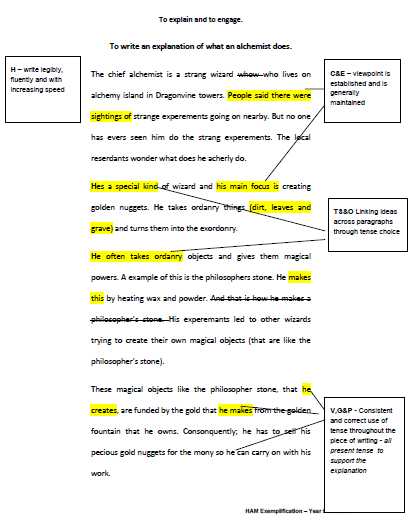 To explain and to engage.
To write an explanation of what an alchemist does.
H – write legibly,
fluently and with
increasing speed
The chief alchemist is a strang wizard whow who lives on
alchemy island in Dragonvine towers. People said there were
sightings of strange experements going on nearby. But no one
has evers seen him do the strang experements. The local
reserdants wonder what does he acherly do.
C&E – viewpoint is
established and is
generally
maintained
Hes a special kind of wizard and his main focus is creating
golden nuggets. He takes ordanry things (dirt, leaves and
grave) and turns them into the exordonry.
T&SO Linking ideas
across paragraphs
through tense choice
He often takes ordanry objects and gives them magical
powers. A example of this is the philosophers stone. He makes
this by heating wax and powder. And that is how he makes a
philosopher's stone. His experemants led to other wizards
trying to create their own magical objects (that are like the
philosopher's stone).
These magical objects like the philosopher stone, that he
creates, are funded by the gold that he makes from the golden
fountain that he owns. Consonquently; he has to sell his
pecious gold nuggets for the mony so he can carry on with his
work.
V,G&P - Consistent
and correct use of
tense throughout the
piece of writing - all
present tense to
support the
explanation
HAM Exemplification – Year